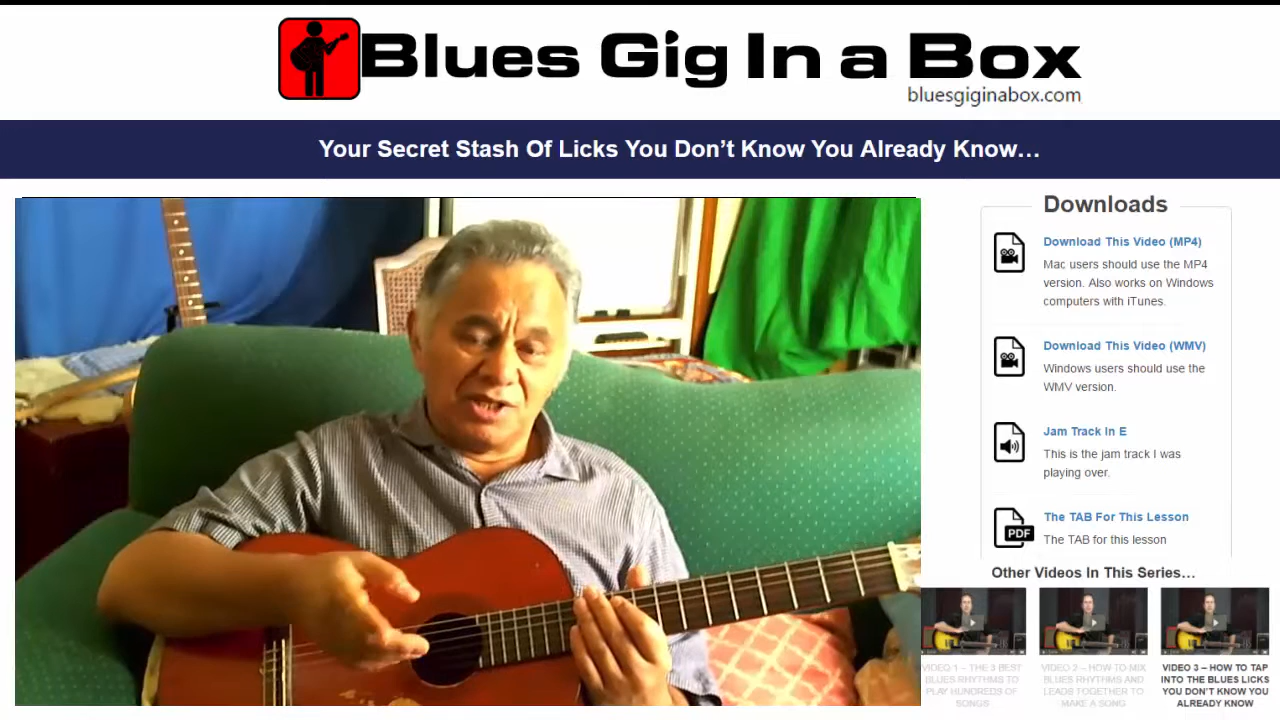 Blues Gig In a Box
bluesgiginabox.com
Your Secret Stash Of Licks You Don’t Know You Already Know…
Downloads
Download This Video (MP4)
Mac users should use the MP4
version. Also works on Windows
computers with iTunes.
Download This Video (WMV)
Windows users should use the
WMV version.
Jam Track In E
This is the jam track I was
playing over.
PDF
The TAB For This Lesson
The TAB for this lesson
Other Videos In This Series…
VIDEO 1 – THE 3 BEST
BLUES RHYTHMS TO
PLAY HUNDREDS OF
SONGS
VIDEO 2 – HOW TO MIX
BLUES RHYTHMS AND
LEADS TOGETHER TO
MAKE A SONG
VIDEO 3 – HOW TO TAP
INTO THE BLUES LICKS
YOU DON’T KNOW YOU
ALREADY KNOW